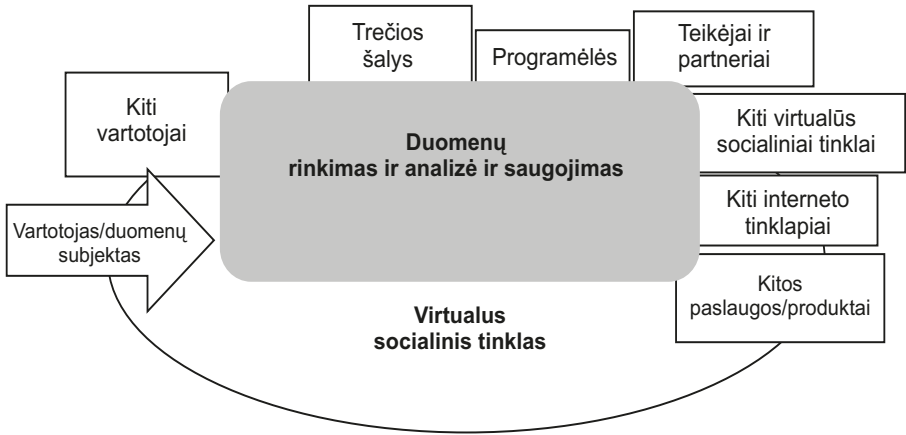 Trečios
šalys
Programėlės
Teikėjai ir
partneriai
Kiti
vartotojai
Duomenų
rinkimas ir analizė ir saugojimas
Kiti virtualūs
socialiniai tinklai
Kiti interneto
tinklapiai
Vartotojas/duomenų
subjektas
Kitos
paslaugos/produktai
Virtualus
socialinis tinklas